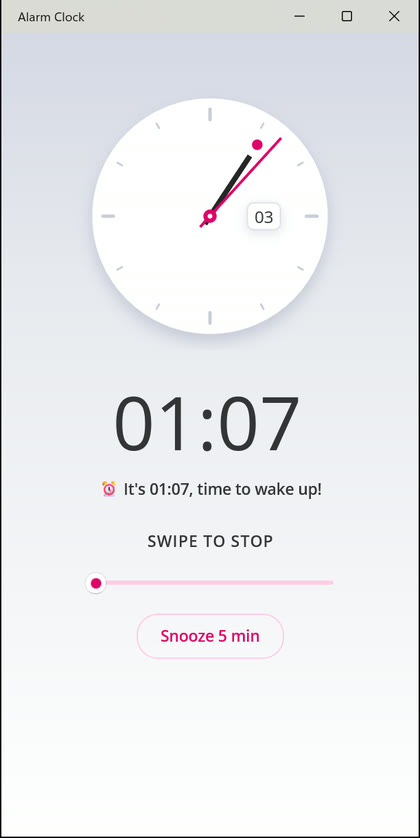 Alarm Clock
03
01:07
⏰ It's 01:07, time to wake up!
SWIPE TO STOP
Snooze 5 min